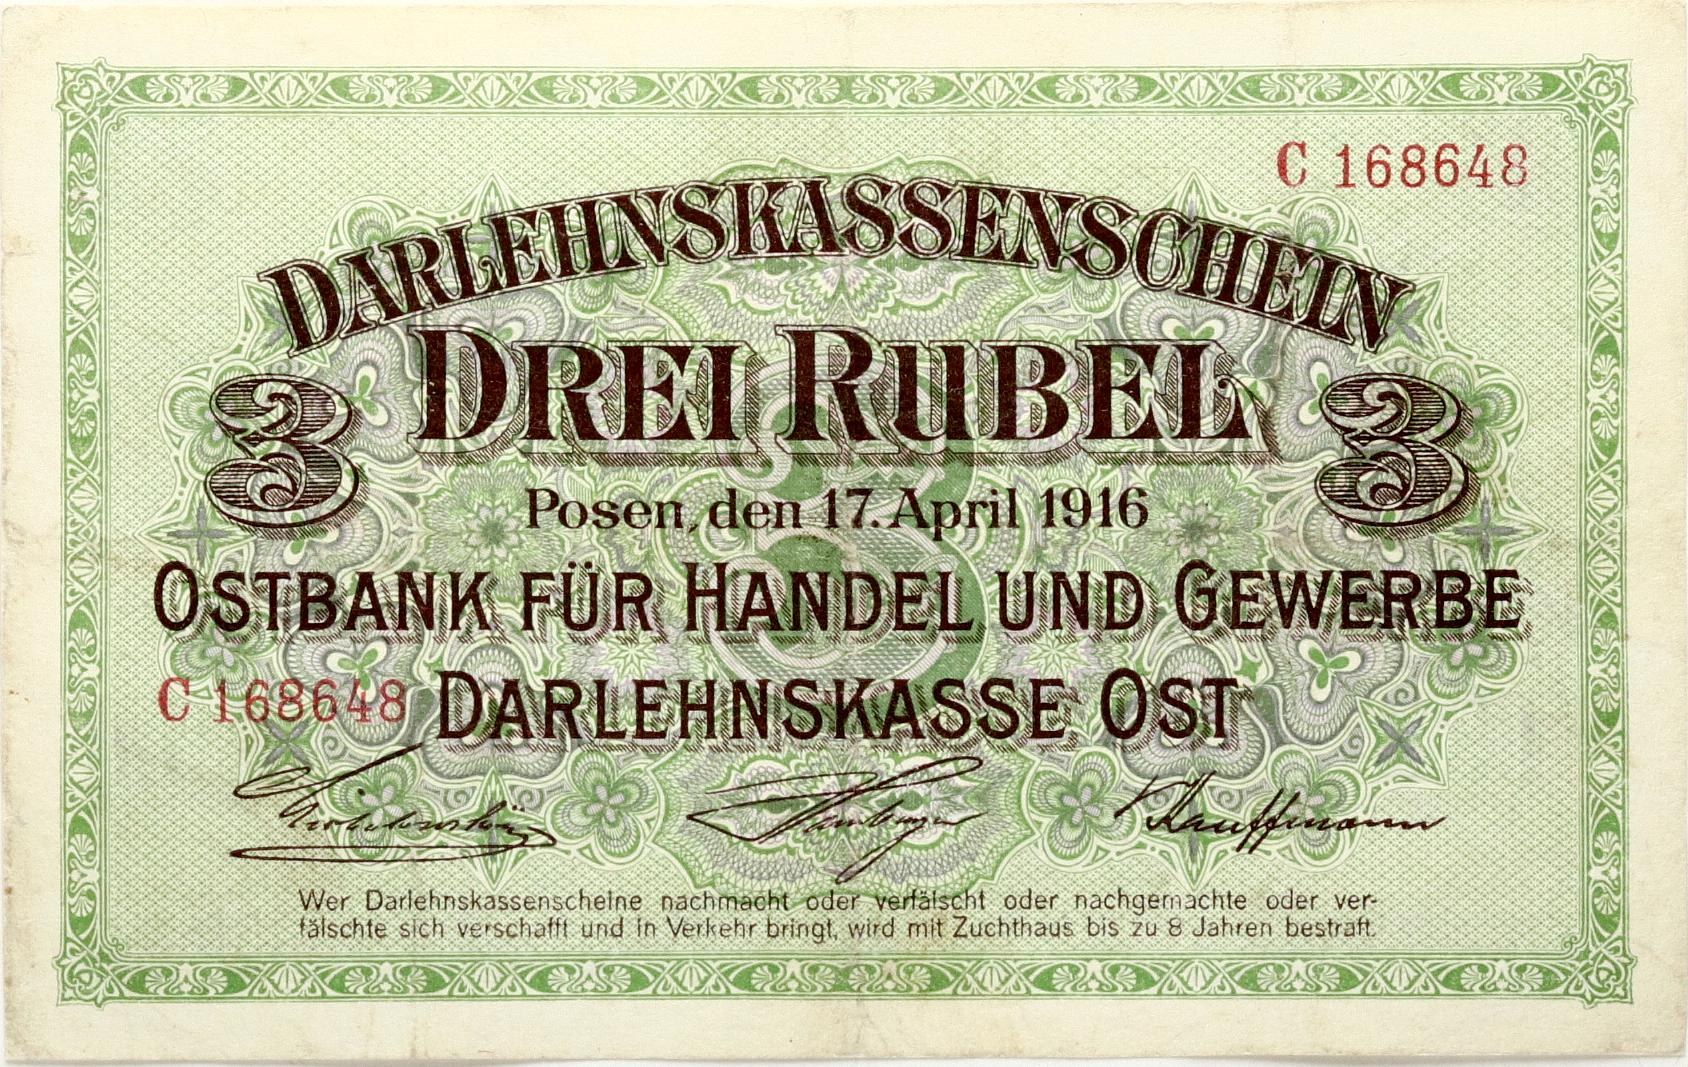 C 168648
DARLEHNSKASSENSCHEIN
3 DREI RUBEL 3
Posen, den 17. April 1916
OSTBANK FÜR HANDEL UND GEWERBE
C 168648 DARLEHNSKASSE OST
Kauffmann
Wer Darlehnskassenscheine nachmacht oder verfälscht oder nachgemachte oder ver-
fälschte sich verschafft und in Verkehr bringt, wird mit Zuchthaus bis zu 8 Jahren bestraft.